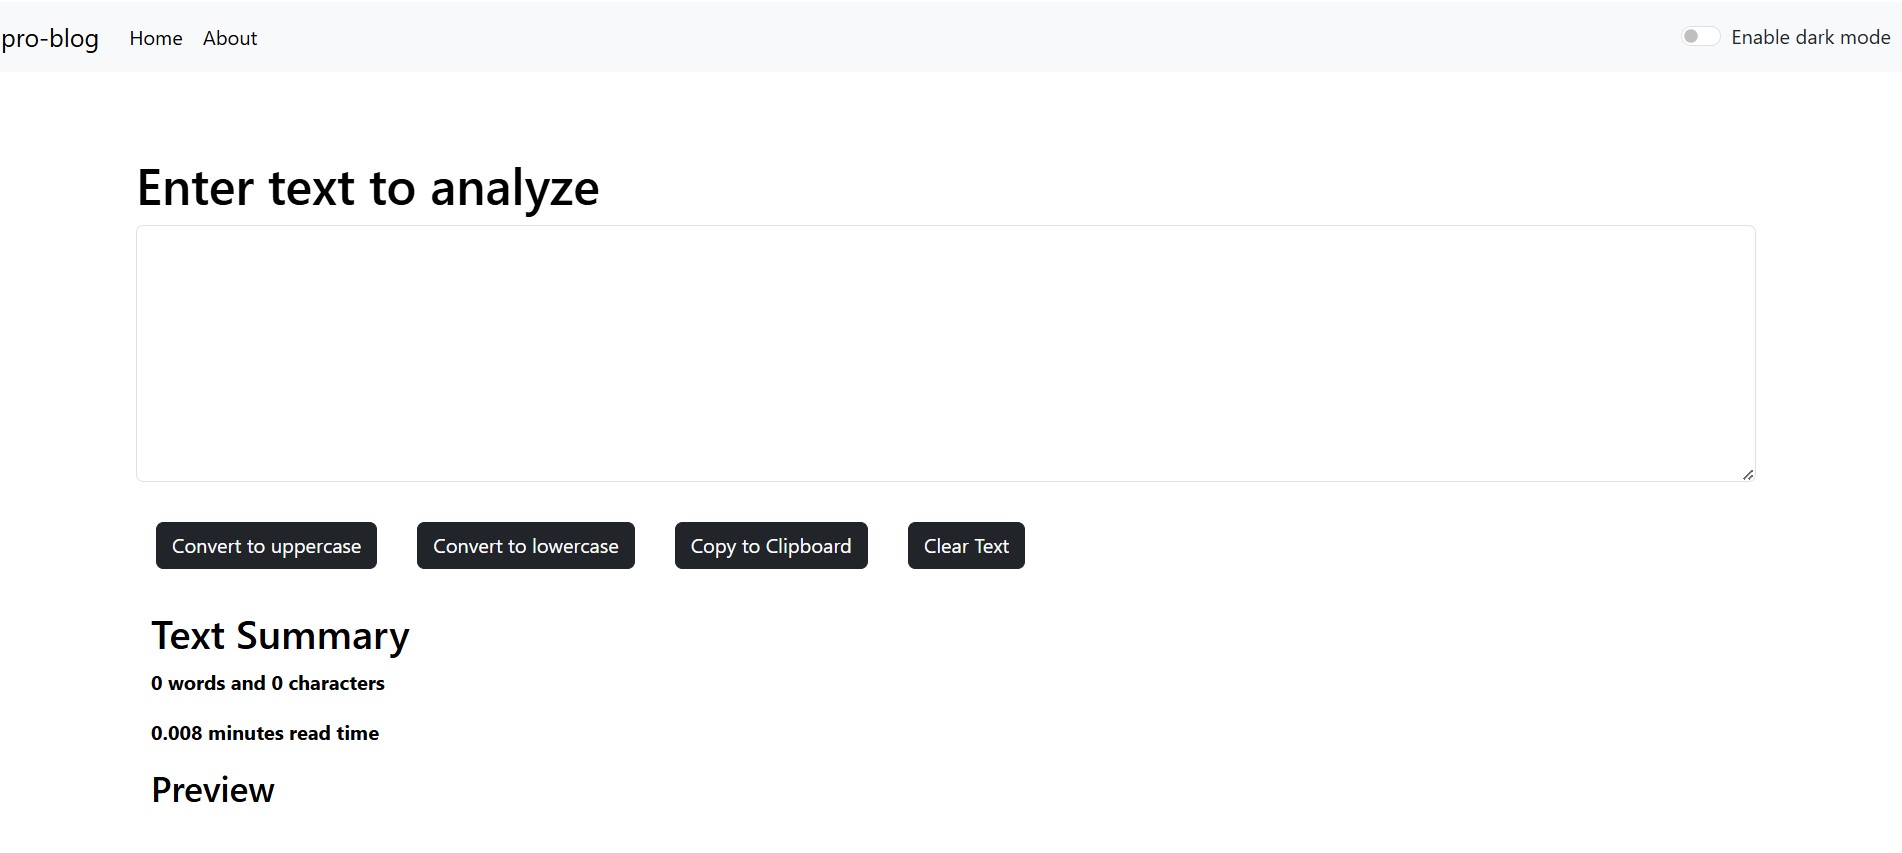 pro-blog Home About Enable dark mode
Enter text to analyze
Convert to uppercase Convert to lowercase Copy to Clipboard Clear Text
Text Summary
0 words and 0 characters
0.008 minutes read time
Preview